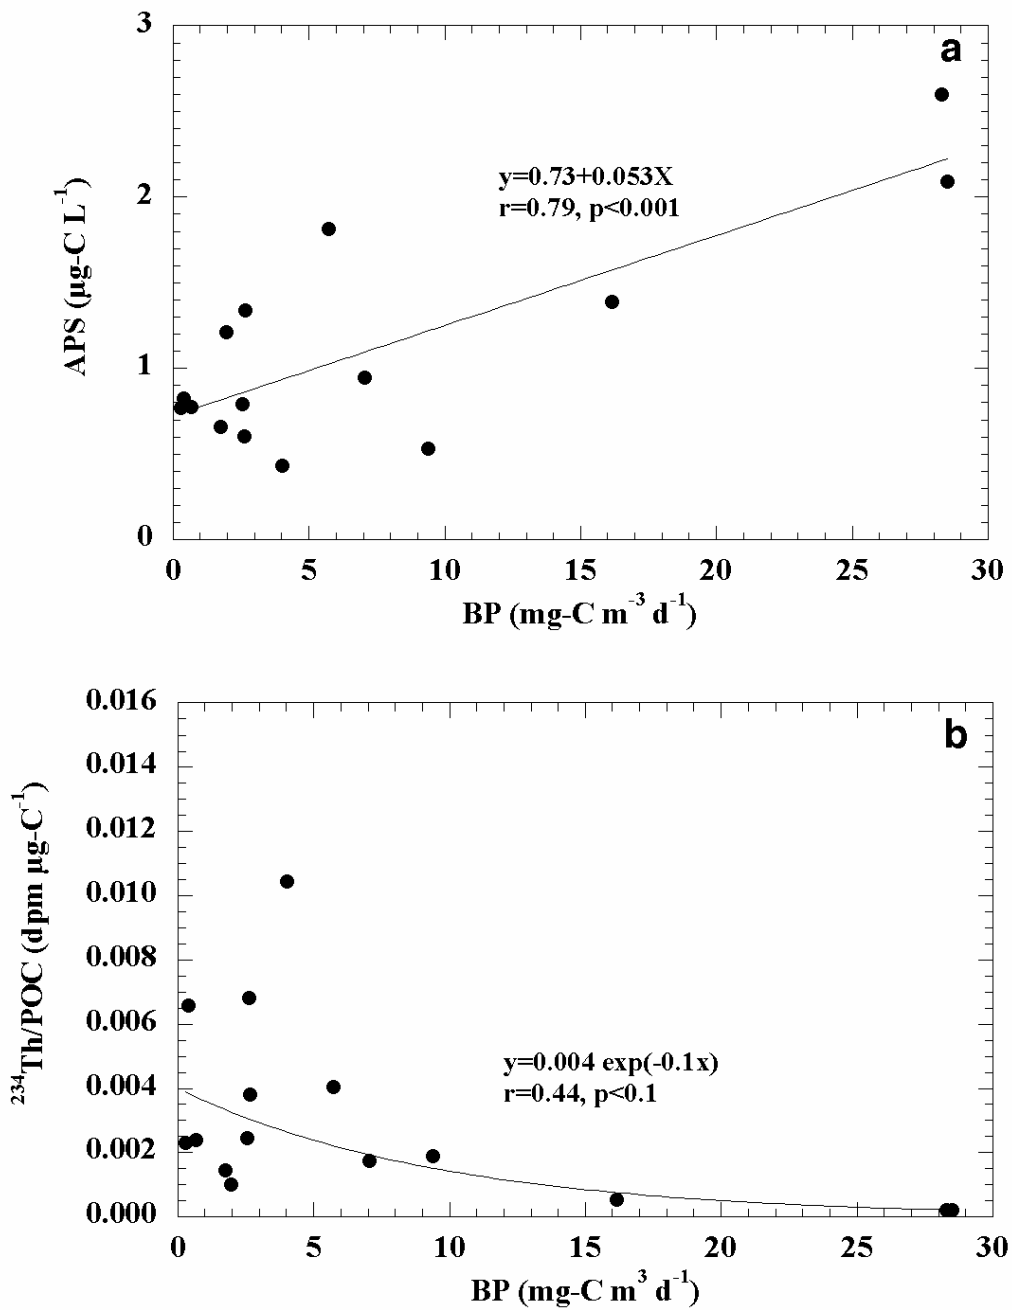 a
3
2
1
0
APS (µg-C L⁻¹)
y=0.73+0.053X
r=0.79, p<0.001
0 5 10 15 20 25 30
BP (mg-C m⁻³ d⁻¹)
b
0.016
0.014
0.012
0.010
0.008
0.006
0.004
0.002
0.000
²³⁴Th/POC (dpm µg-C⁻¹)
y=0.004 exp(-0.1x)
r=0.44, p<0.1
0 5 10 15 20 25 30
BP (mg-C m³ d⁻¹)